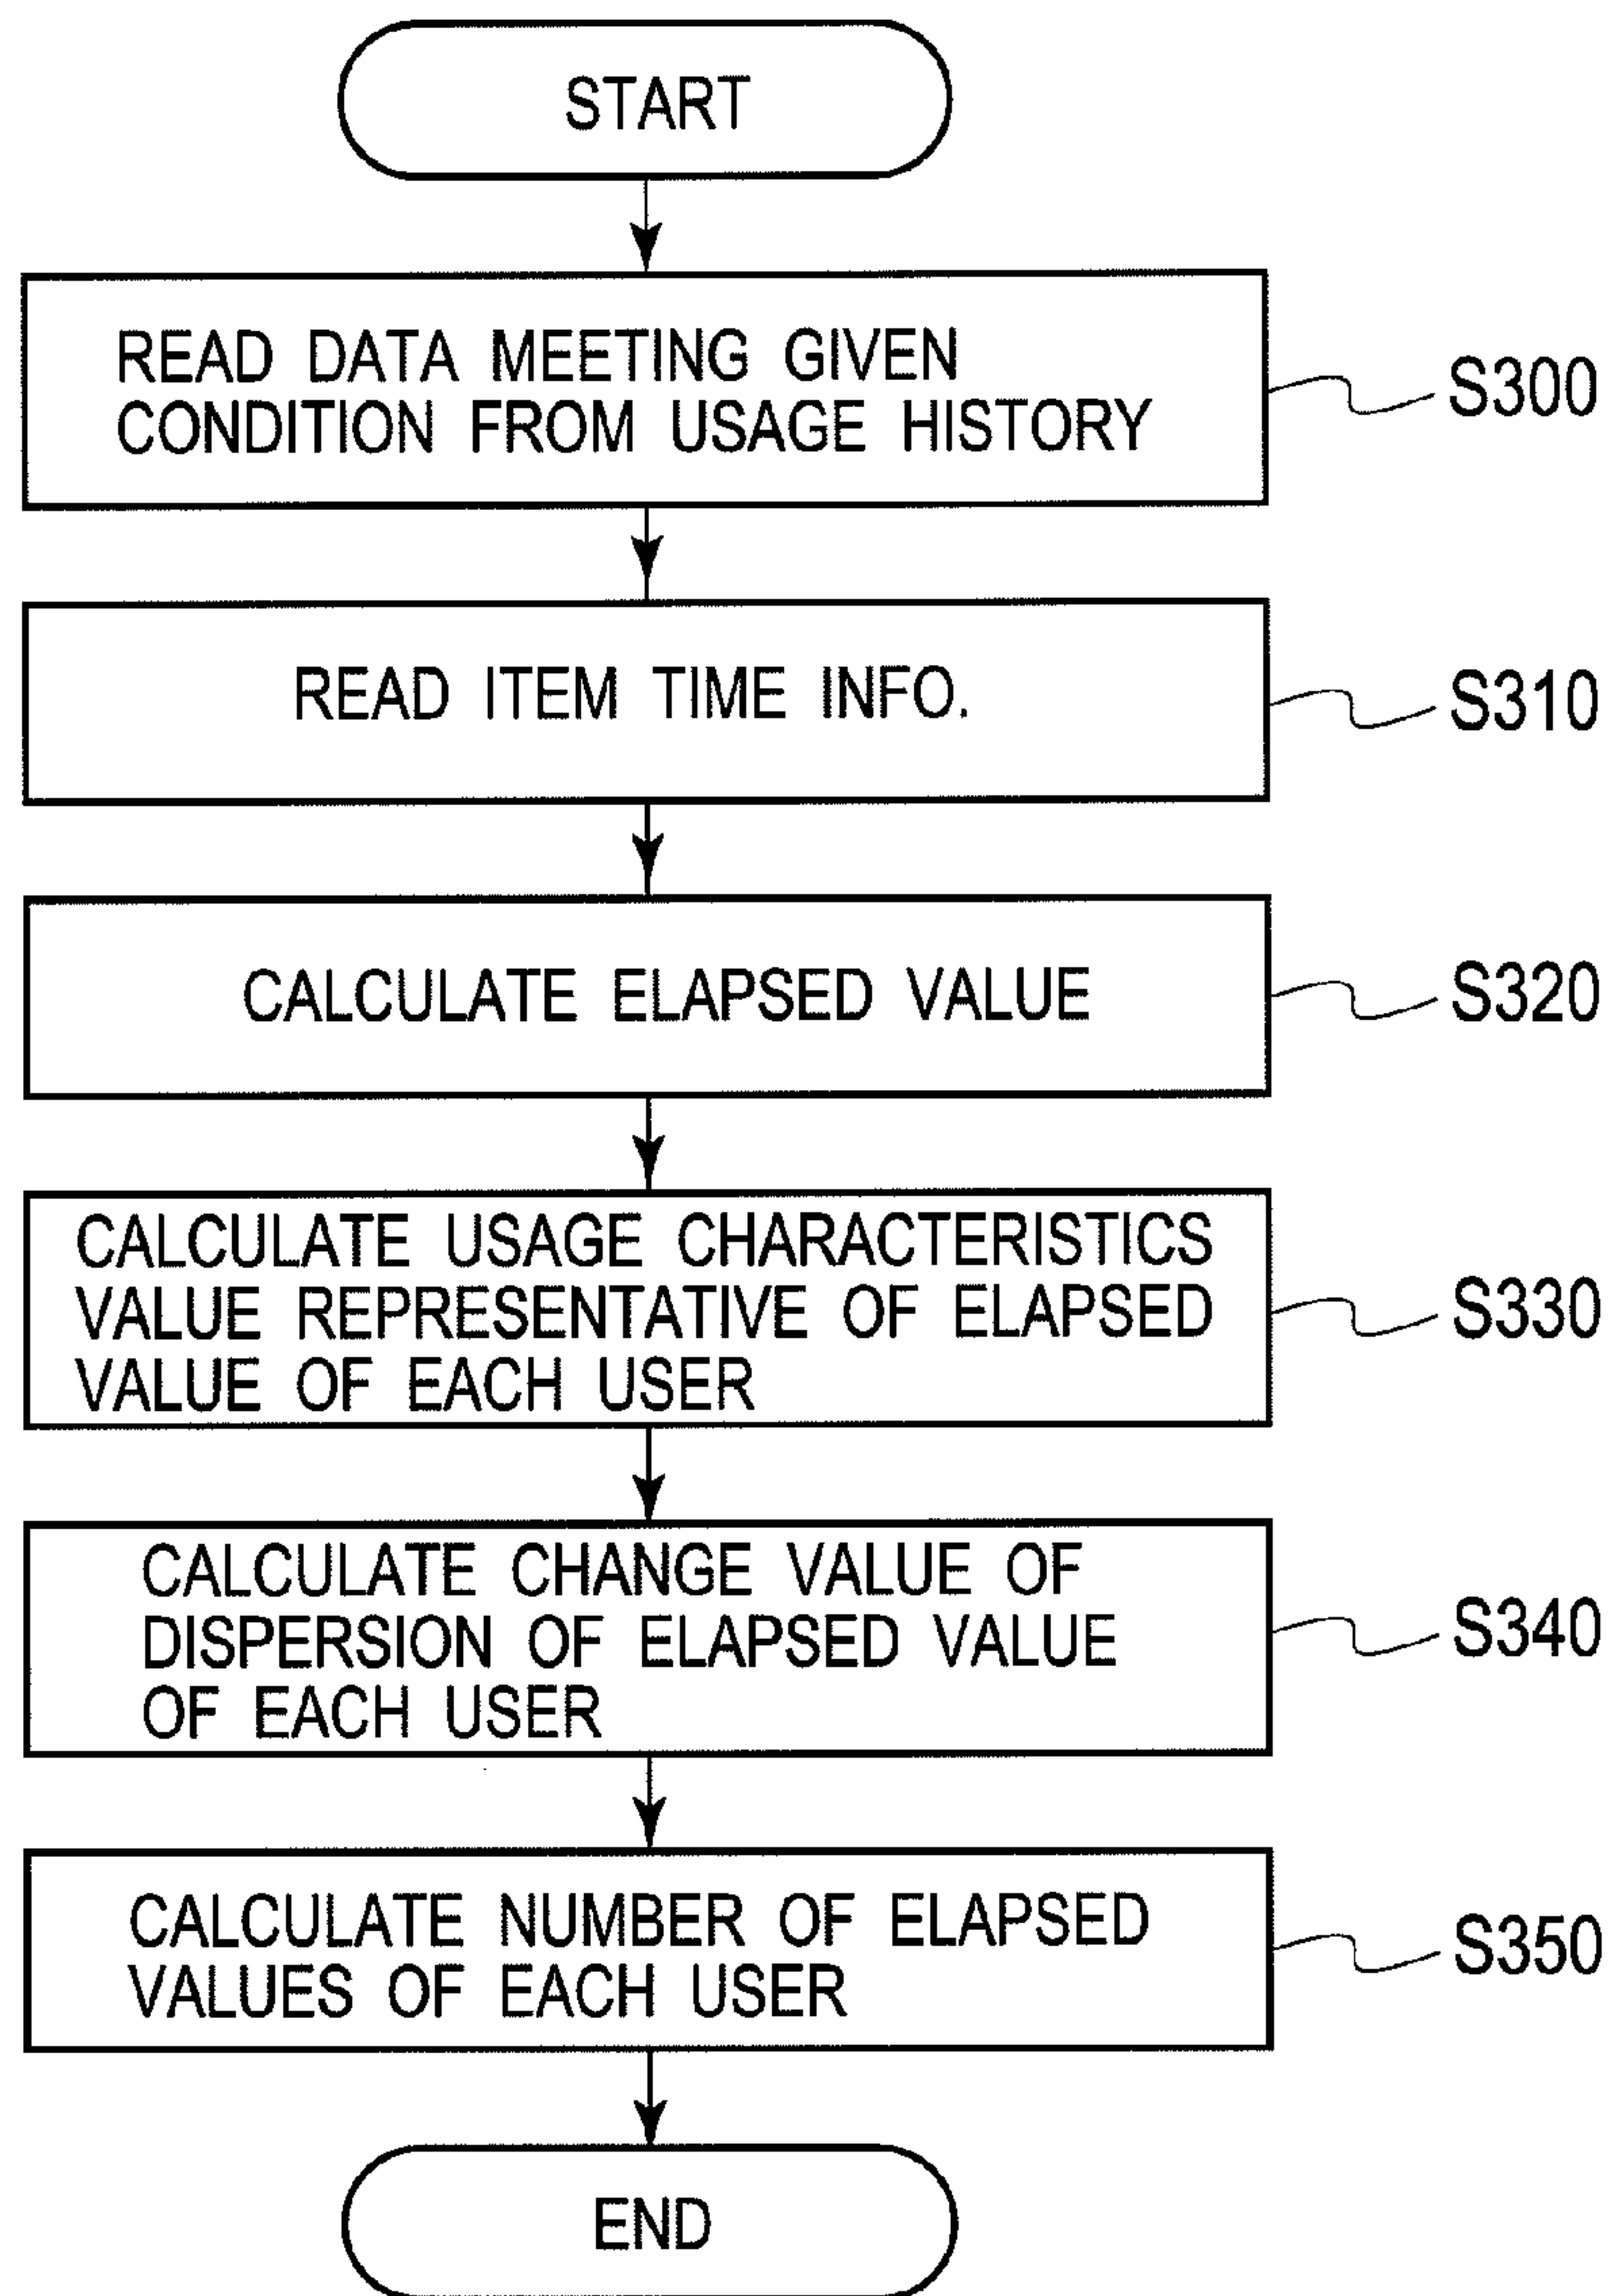 START
READ DATA MEETING GIVEN
CONDITION FROM USAGE HISTORY
S300
READ ITEM TIME INFO.
S310
CALCULATE ELAPSED VALUE
S320
CALCULATE USAGE CHARACTERISTICS
VALUE REPRESENTATIVE OF ELAPSED
VALUE OF EACH USER
S330
CALCULATE CHANGE VALUE OF
DISPERSION OF ELAPSED VALUE
OF EACH USER
S340
CALCULATE NUMBER OF ELAPSED
VALUES OF EACH USER
S350
END